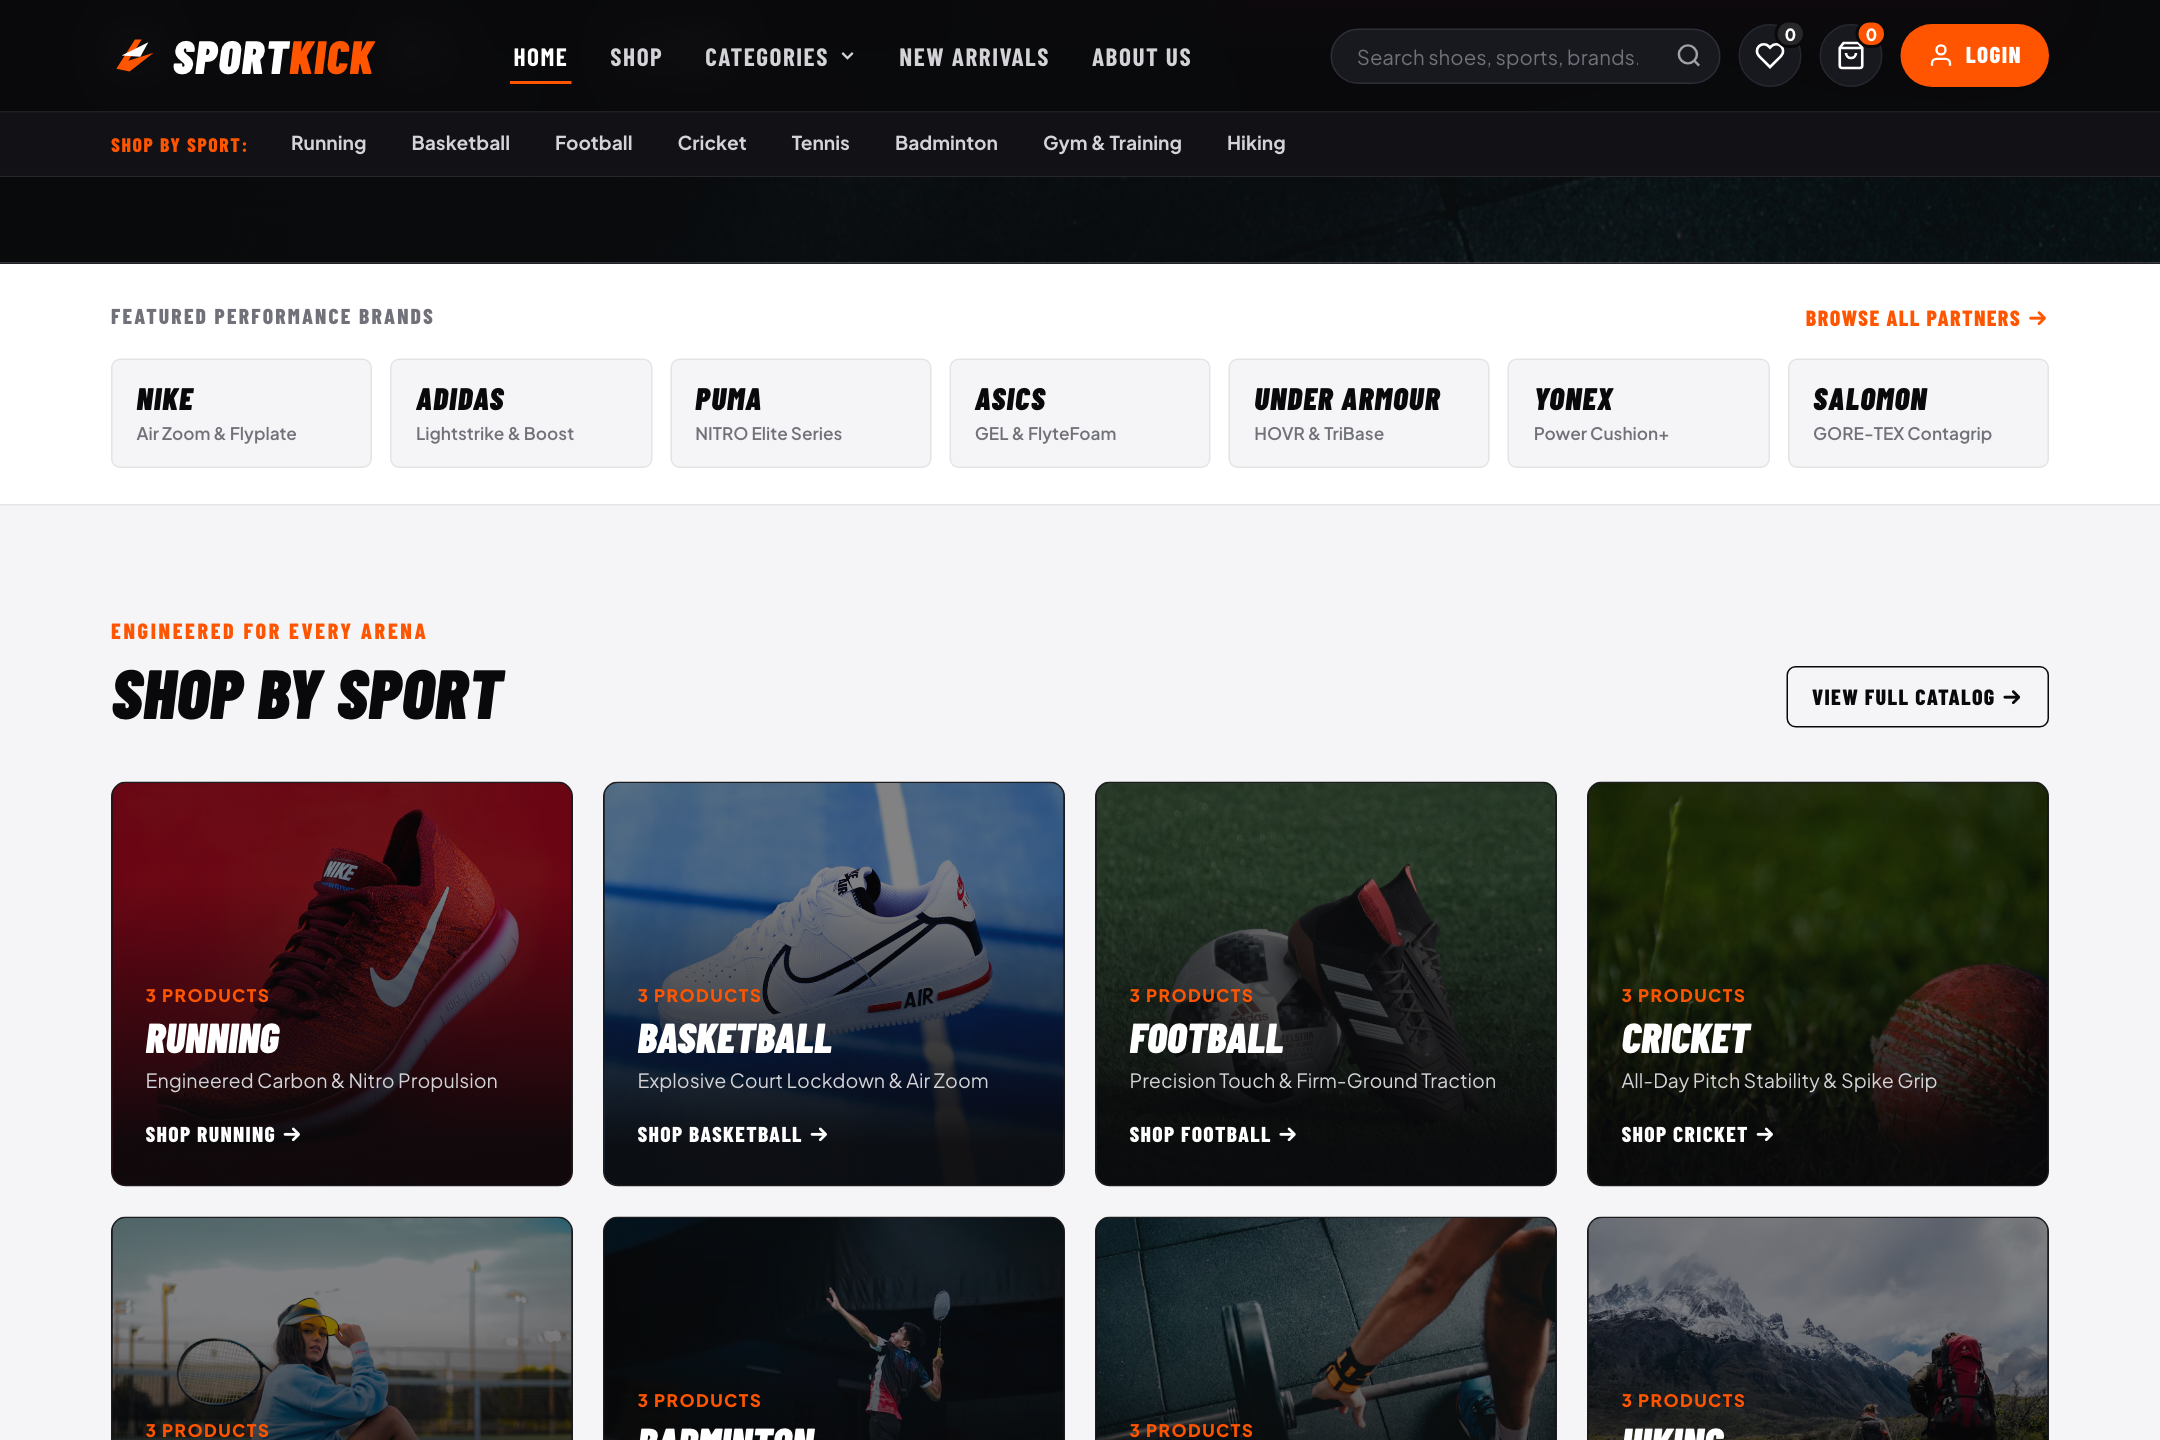 SPORTKICK
HOME SHOP CATEGORIES NEW ARRIVALS ABOUT US
Search shoes, sports, brands.
0
0
LOGIN
SHOP BY SPORT: Running Basketball Football Cricket Tennis Badminton Gym & Training Hiking
FEATURED PERFORMANCE BRANDS
BROWSE ALL PARTNERS →
NIKE
Air Zoom & Flyplate
ADIDAS
Lightstrike & Boost
PUMA
NITRO Elite Series
ASICS
GEL & FlyteFoam
UNDER ARMOUR
HOVR & TriBase
YONEX
Power Cushion+
SALOMON
GORE-TEX Contagrip
ENGINEERED FOR EVERY ARENA
SHOP BY SPORT
VIEW FULL CATALOG →
NIKE
3 PRODUCTS
RUNNING
Engineered Carbon & Nitro Propulsion
SHOP RUNNING →
AIR
3 PRODUCTS
BASKETBALL
Explosive Court Lockdown & Air Zoom
SHOP BASKETBALL →
3 PRODUCTS
adidas
FOOTBALL
Precision Touch & Firm-Ground Traction
SHOP FOOTBALL →
3 PRODUCTS
CRICKET
All-Day Pitch Stability & Spike Grip
SHOP CRICKET →
3 PRODUCTS
3 PRODUCTS
BADMINTON
3 PRODUCTS
3 PRODUCTS
HIKING